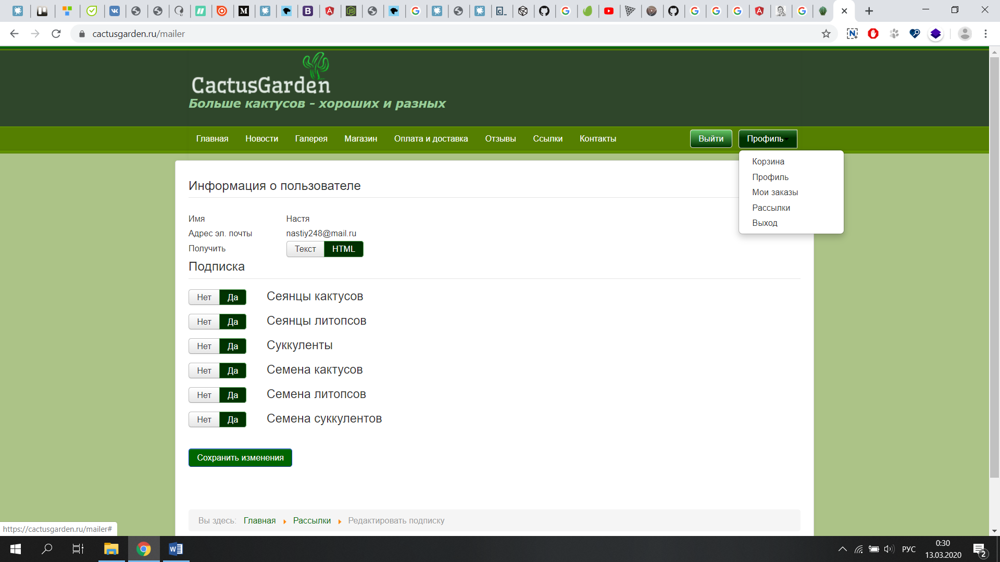 cactusgarden.ru/mailer
CactusGarden
Больше кактусов - хороших и разных
Главная Новости Галерея Магазин Оплата и доставка Отзывы Ссылки Контакты Выйти Профиль
Корзина
Профиль
Мои заказы
Рассылки
Выход
Информация о пользователе
Имя Настя
Адрес эл. почты nastiy248@mail.ru
Получить Текст HTML
Подписка
Нет Да Сеянцы кактусов
Нет Да Сеянцы литопсов
Нет Да Суккуленты
Нет Да Семена кактусов
Нет Да Семена литопсов
Нет Да Семена суккулентов
Сохранить изменения
Вы здесь: Главная Рассылки Редактировать подписку
https://cactusgarden.ru/mailer#
РУС
0:30
13.03.2020
2